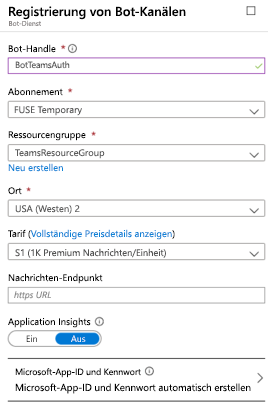 Registrierung von Bot-Kanälen
Bot-Dienst
Bot-Handle *
BotTeamsAuth
Abonnement *
FUSE Temporary
Ressourcengruppe *
TeamsResourceGroup
Neu erstellen
Ort *
USA (Westen) 2
Tarif (Vollständige Preisdetails anzeigen)
S1 (1K Premium Nachrichten/Einheit)
Nachrichten-Endpunkt
https URL
Application Insights
Ein Aus
Microsoft-App-ID und Kennwort
Microsoft-App-ID und Kennwort automatisch erstellen